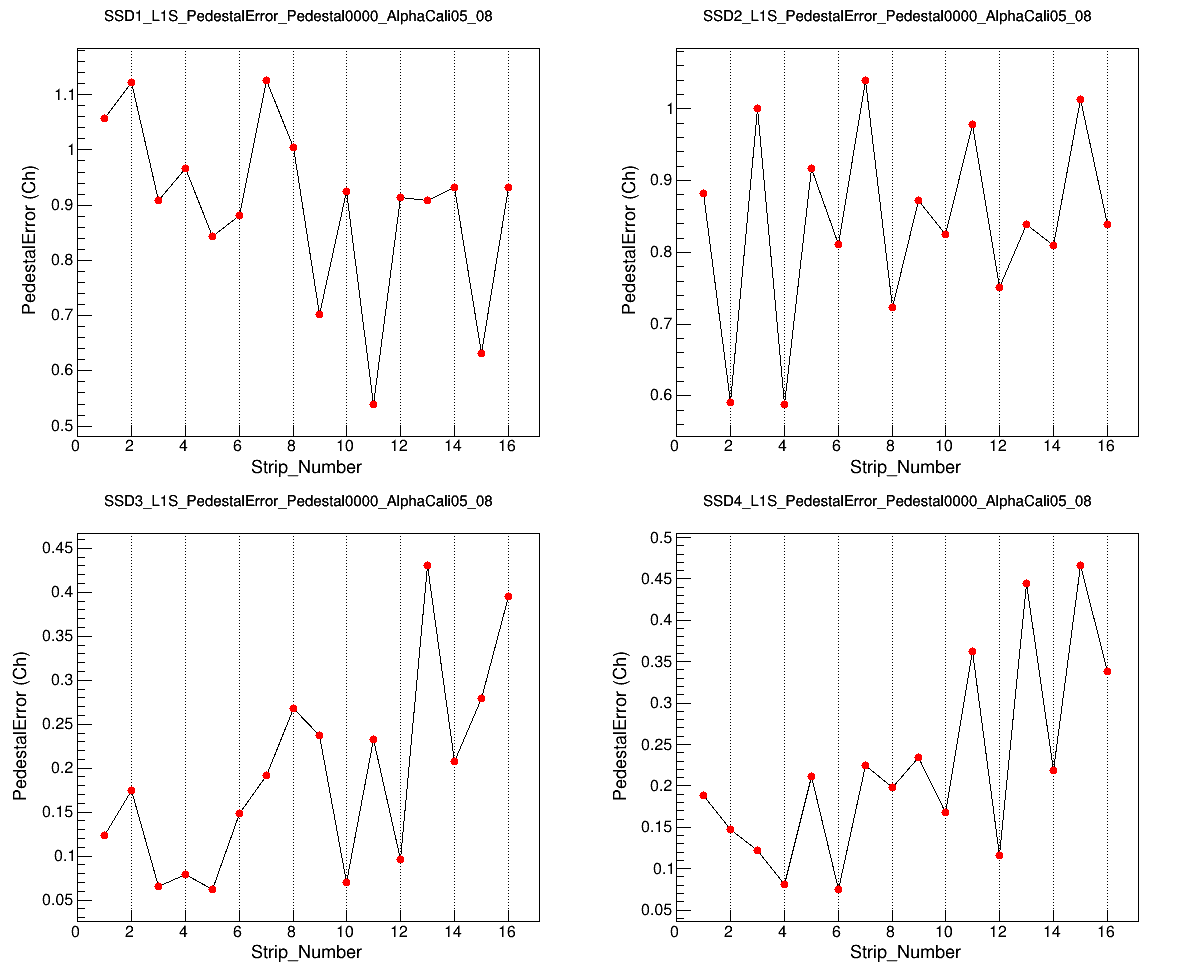 SSD1_L1S_PedestalError_Pedestal0000_AlphaCali05_08
PedestalError (Ch)
1.1
1
0.9
0.8
0.7
0.6
0.5
0 2 4 6 8 10 12 14 16
Strip_Number
SSD2_L1S_PedestalError_Pedestal0000_AlphaCali05_08
PedestalError (Ch)
1
0.9
0.8
0.7
0.6
0 2 4 6 8 10 12 14 16
Strip_Number
SSD3_L1S_PedestalError_Pedestal0000_AlphaCali05_08
PedestalError (Ch)
0.45
0.4
0.35
0.3
0.25
0.2
0.15
0.1
0.05
0 2 4 6 8 10 12 14 16
Strip_Number
SSD4_L1S_PedestalError_Pedestal0000_AlphaCali05_08
PedestalError (Ch)
0.5
0.45
0.4
0.35
0.3
0.25
0.2
0.15
0.1
0.05
0 2 4 6 8 10 12 14 16
Strip_Number